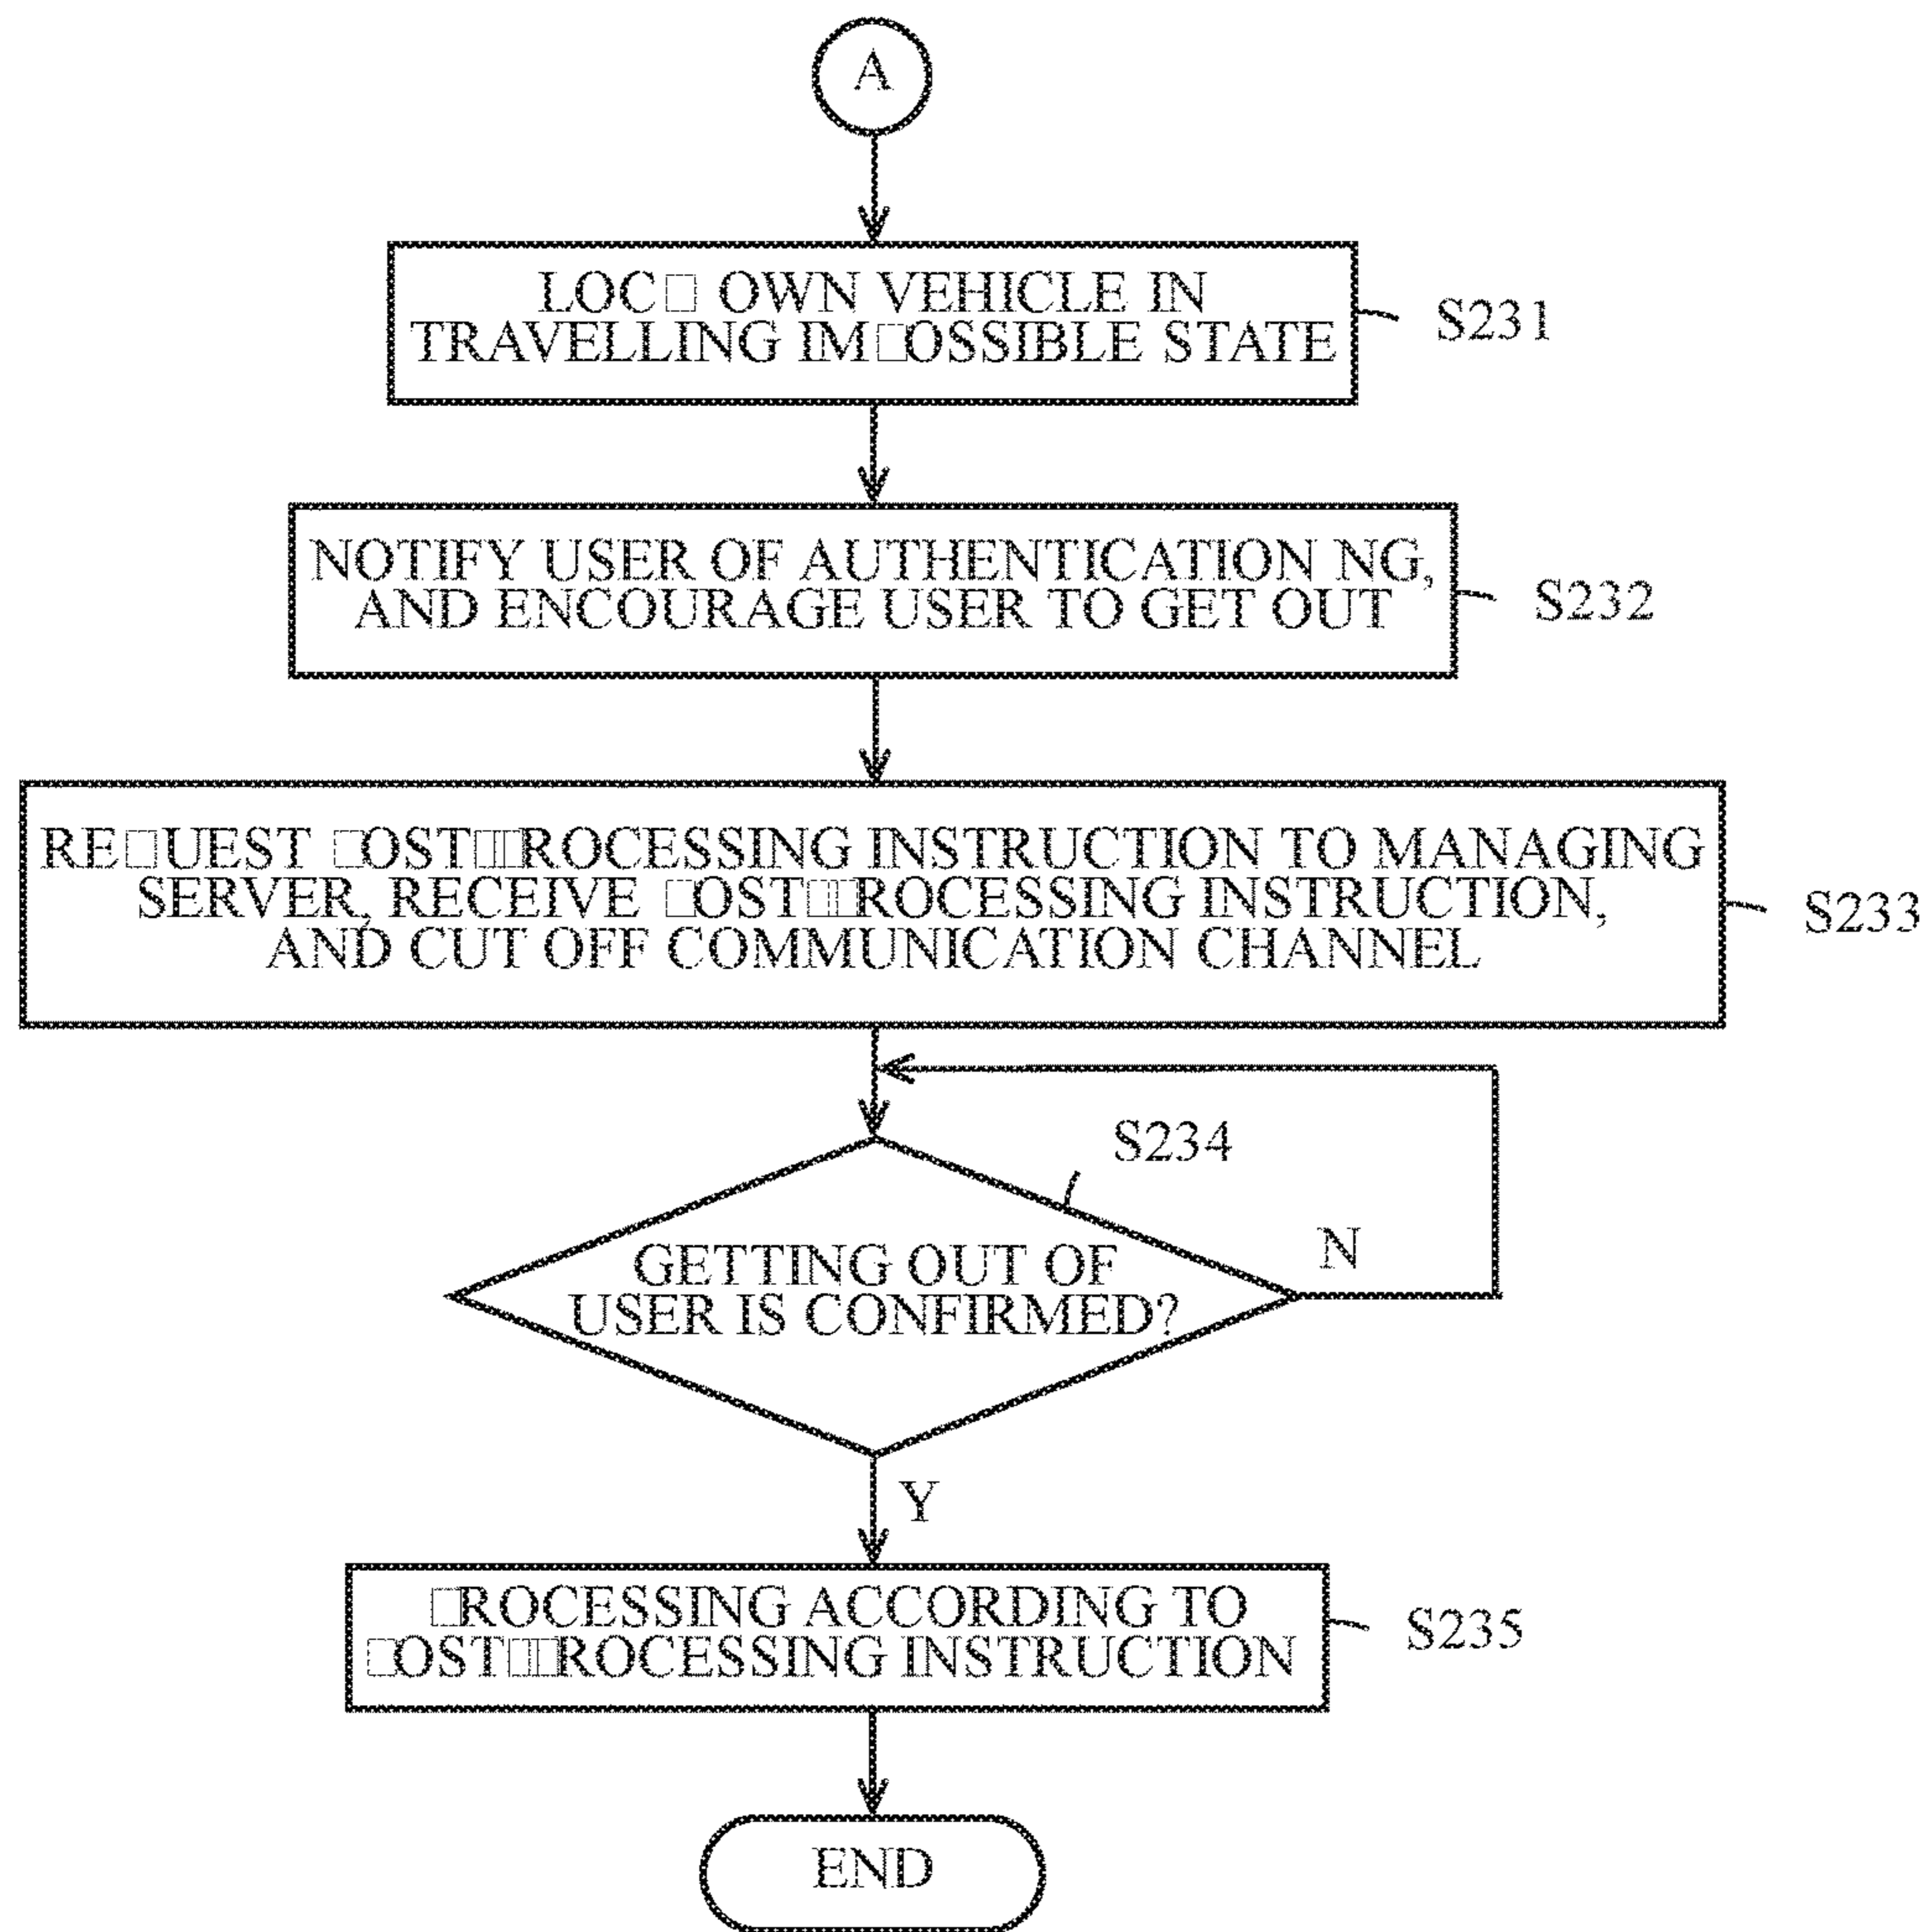 A
LOC□ OWN VEHICLE IN
TRAVELLING IM□OSSIBLE STATE
S231
NOTIFY USER OF AUTHENTICATION NG,
AND ENCOURAGE USER TO GET OUT
S232
RE□UEST □OST□□ROCESSING INSTRUCTION TO MANAGING
SERVER, RECEIVE □OST□□ROCESSING INSTRUCTION,
AND CUT OFF COMMUNICATION CHANNEL
S233
S234
GETTING OUT OF
USER IS CONFIRMED?
N
Y
□ROCESSING ACCORDING TO
□OST□□ROCESSING INSTRUCTION
S235
END